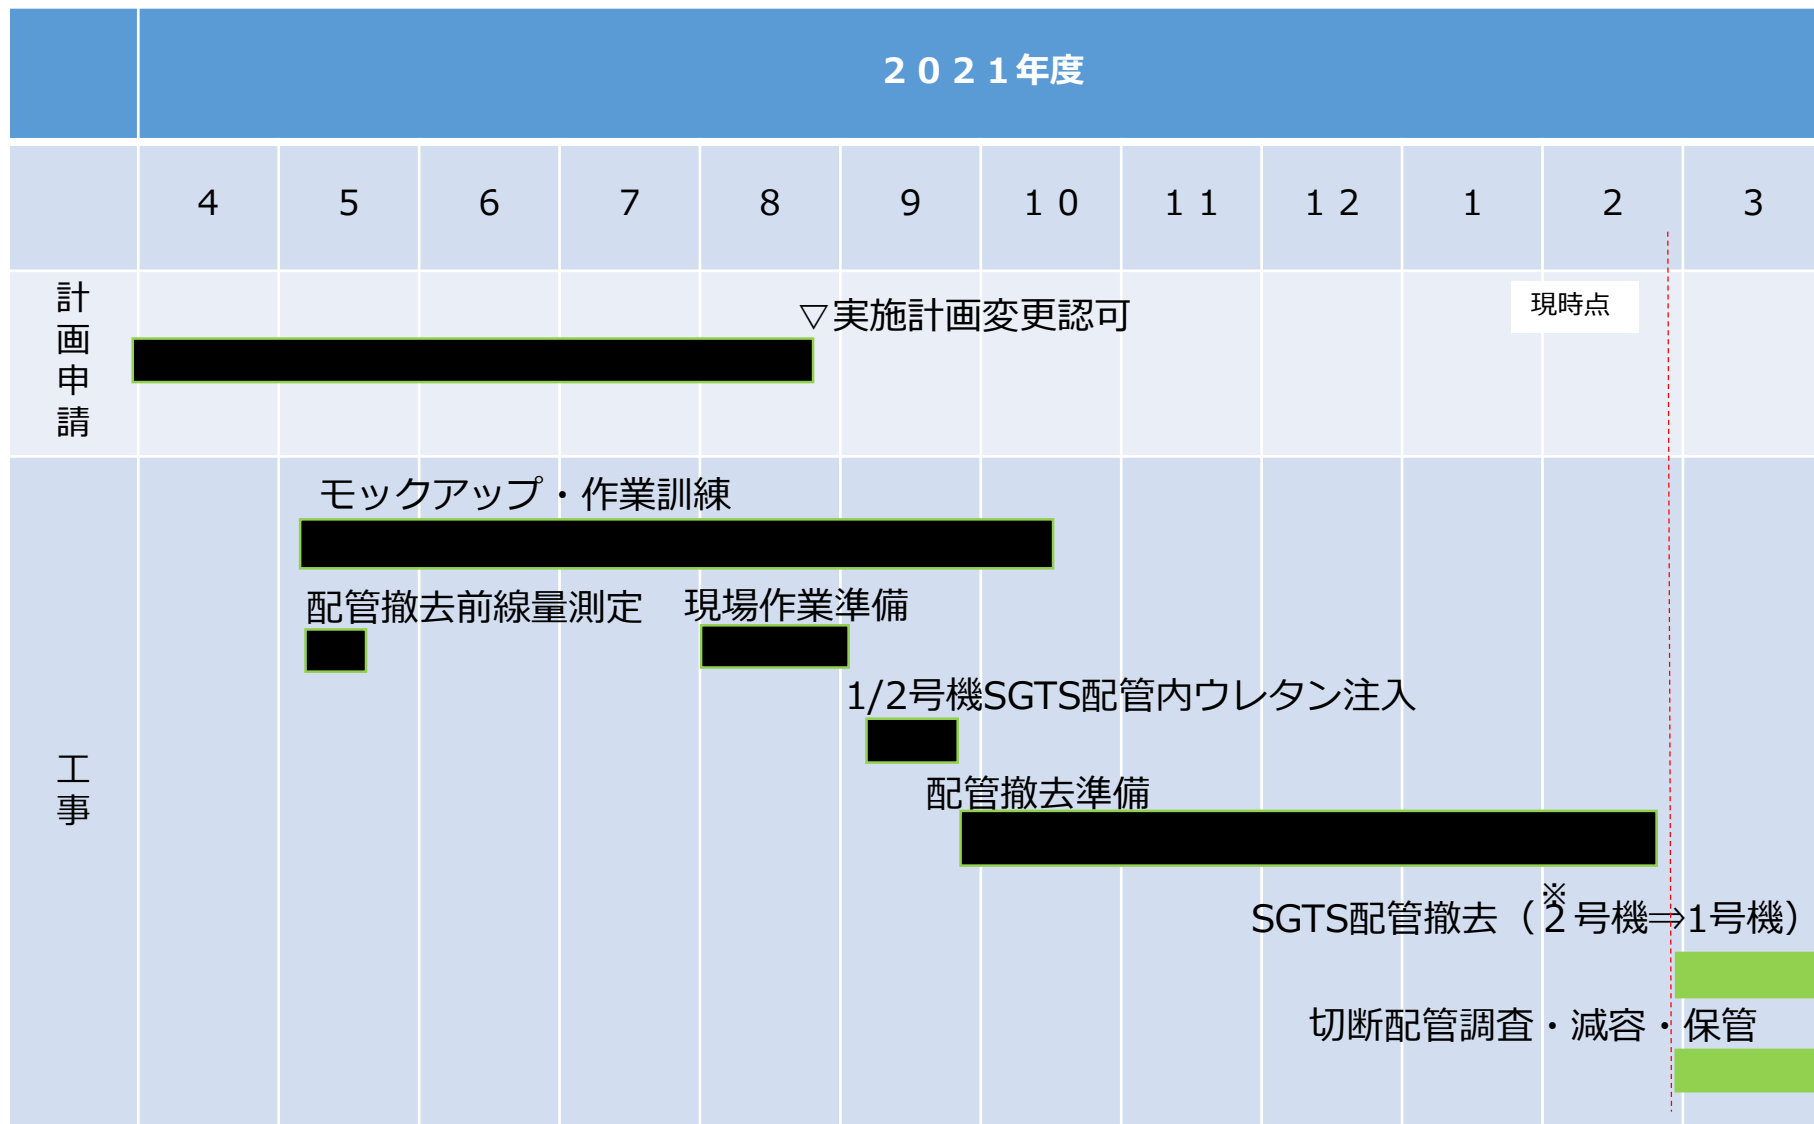 ２０２１年度
４ ５ ６ ７ ８ ９ １０ １１ １２ １ ２ ３
計画申請
▽実施計画変更認可
現時点
モックアップ・作業訓練
配管撤去前線量測定
現場作業準備
1/2号機SGTS配管内ウレタン注入
工事
配管撤去準備
※
SGTS配管撤去（２号機⇒1号機）
切断配管調査・減容・保管